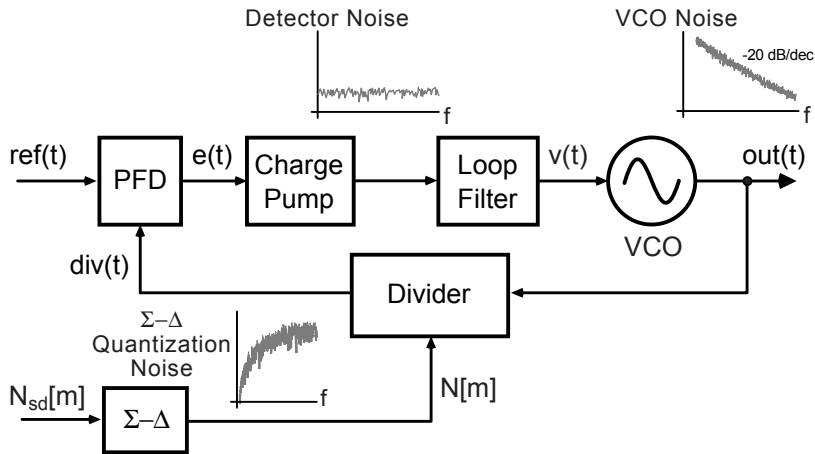 Detector Noise
f
VCO Noise
-20 dB/dec
f
ref(t)
PFD
e(t)
Charge
Pump
Loop
Filter
v(t)
VCO
out(t)
div(t)
Divider
Σ–Δ
Quantization
Noise
f
N[m]
Nsd[m]
Σ–Δ